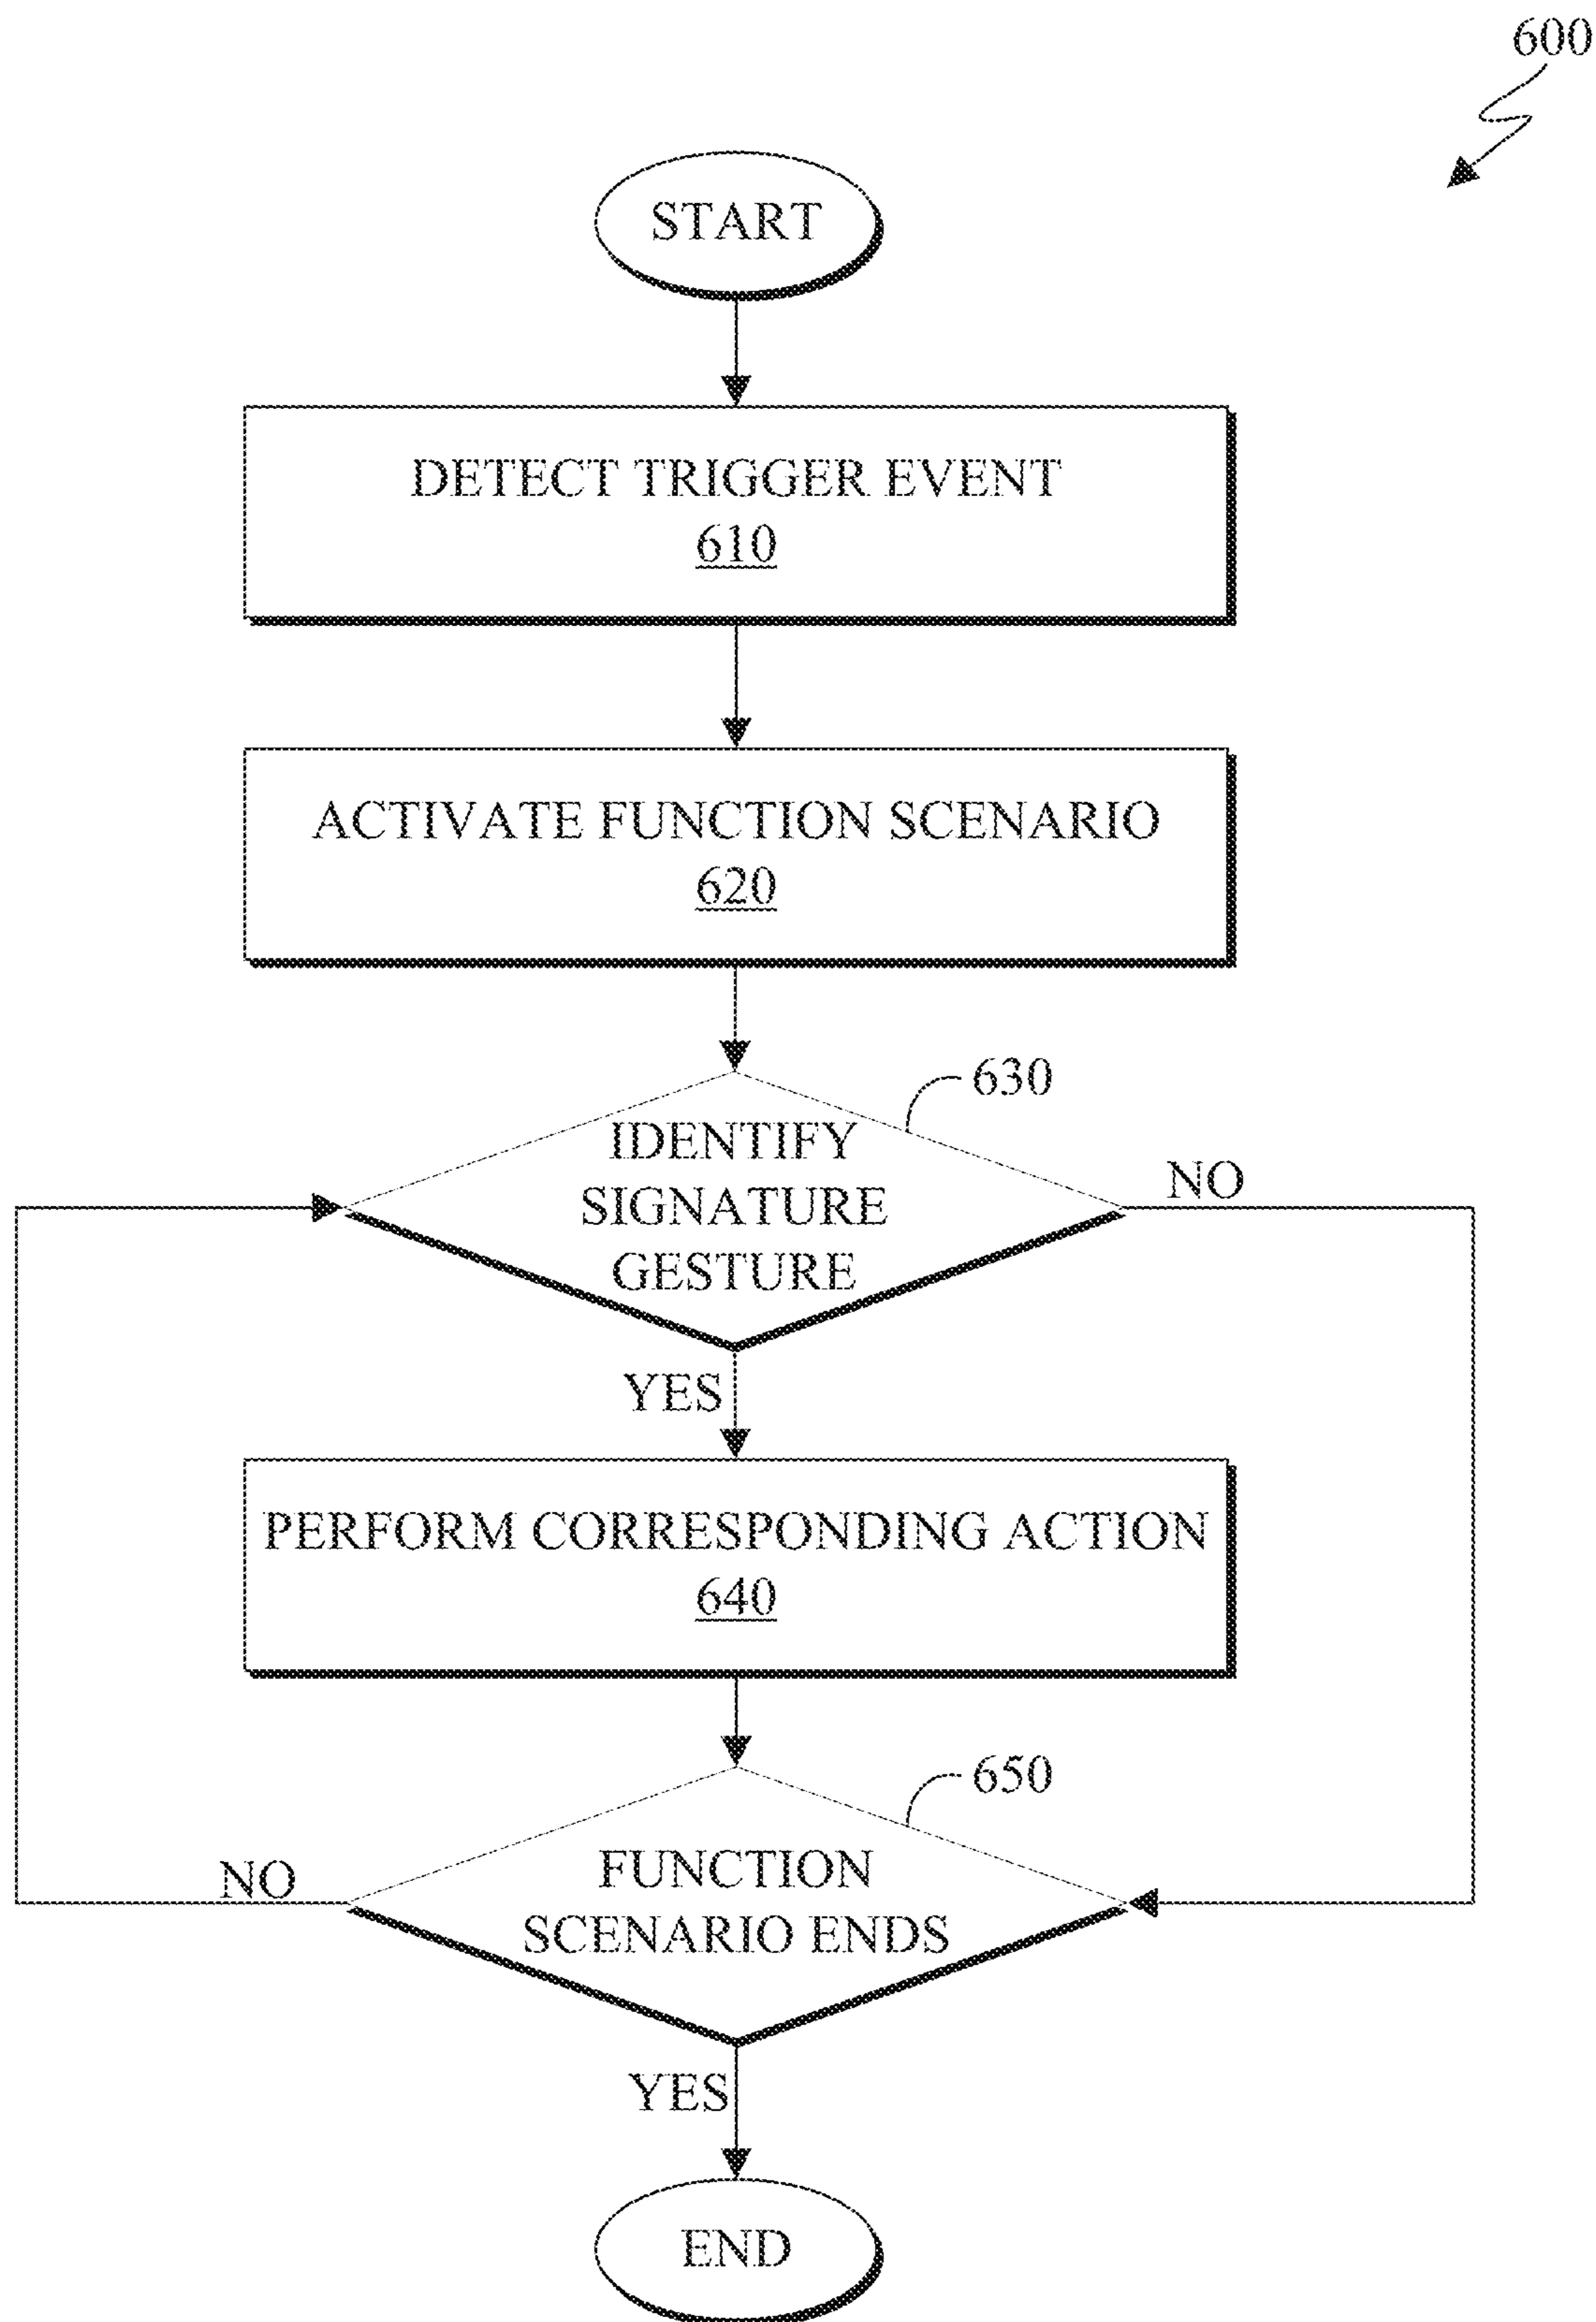 600
START
DETECT TRIGGER EVENT
610
ACTIVATE FUNCTION SCENARIO
620
630
IDENTIFY
SIGNATURE
GESTURE
NO
YES
PERFORM CORRESPONDING ACTION
640
650
FUNCTION
SCENARIO ENDS
NO
YES
END